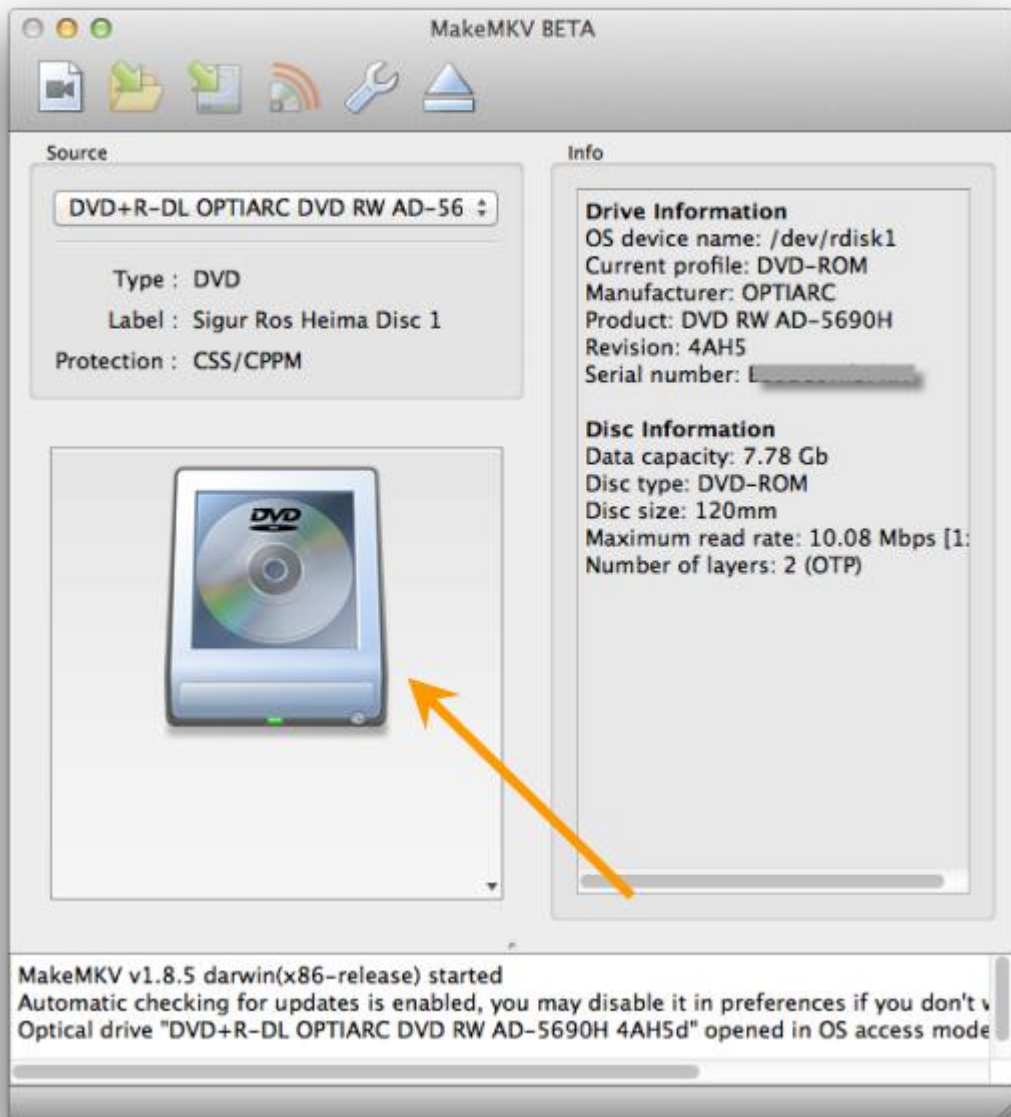 MakeMKV BETA
Source
DVD+R-DL OPTIARC DVD RW AD-56
Type : DVD
Label : Sigur Ros Heima Disc 1
Protection : CSS/CPPM
DVD
Info
Drive Information
OS device name: /dev/rdisk1
Current profile: DVD-ROM
Manufacturer: OPTIARC
Product: DVD RW AD-5690H
Revision: 4AH5
Serial number:
Disc Information
Data capacity: 7.78 Gb
Disc type: DVD-ROM
Disc size: 120mm
Maximum read rate: 10.08 Mbps [1:
Number of layers: 2 (OTP)
MakeMKV v1.8.5 darwin(x86-release) started
Automatic checking for updates is enabled, you may disable it in preferences if you don't
Optical drive "DVD+R-DL OPTIARC DVD RW AD-5690H 4AH5d" opened in OS access mode